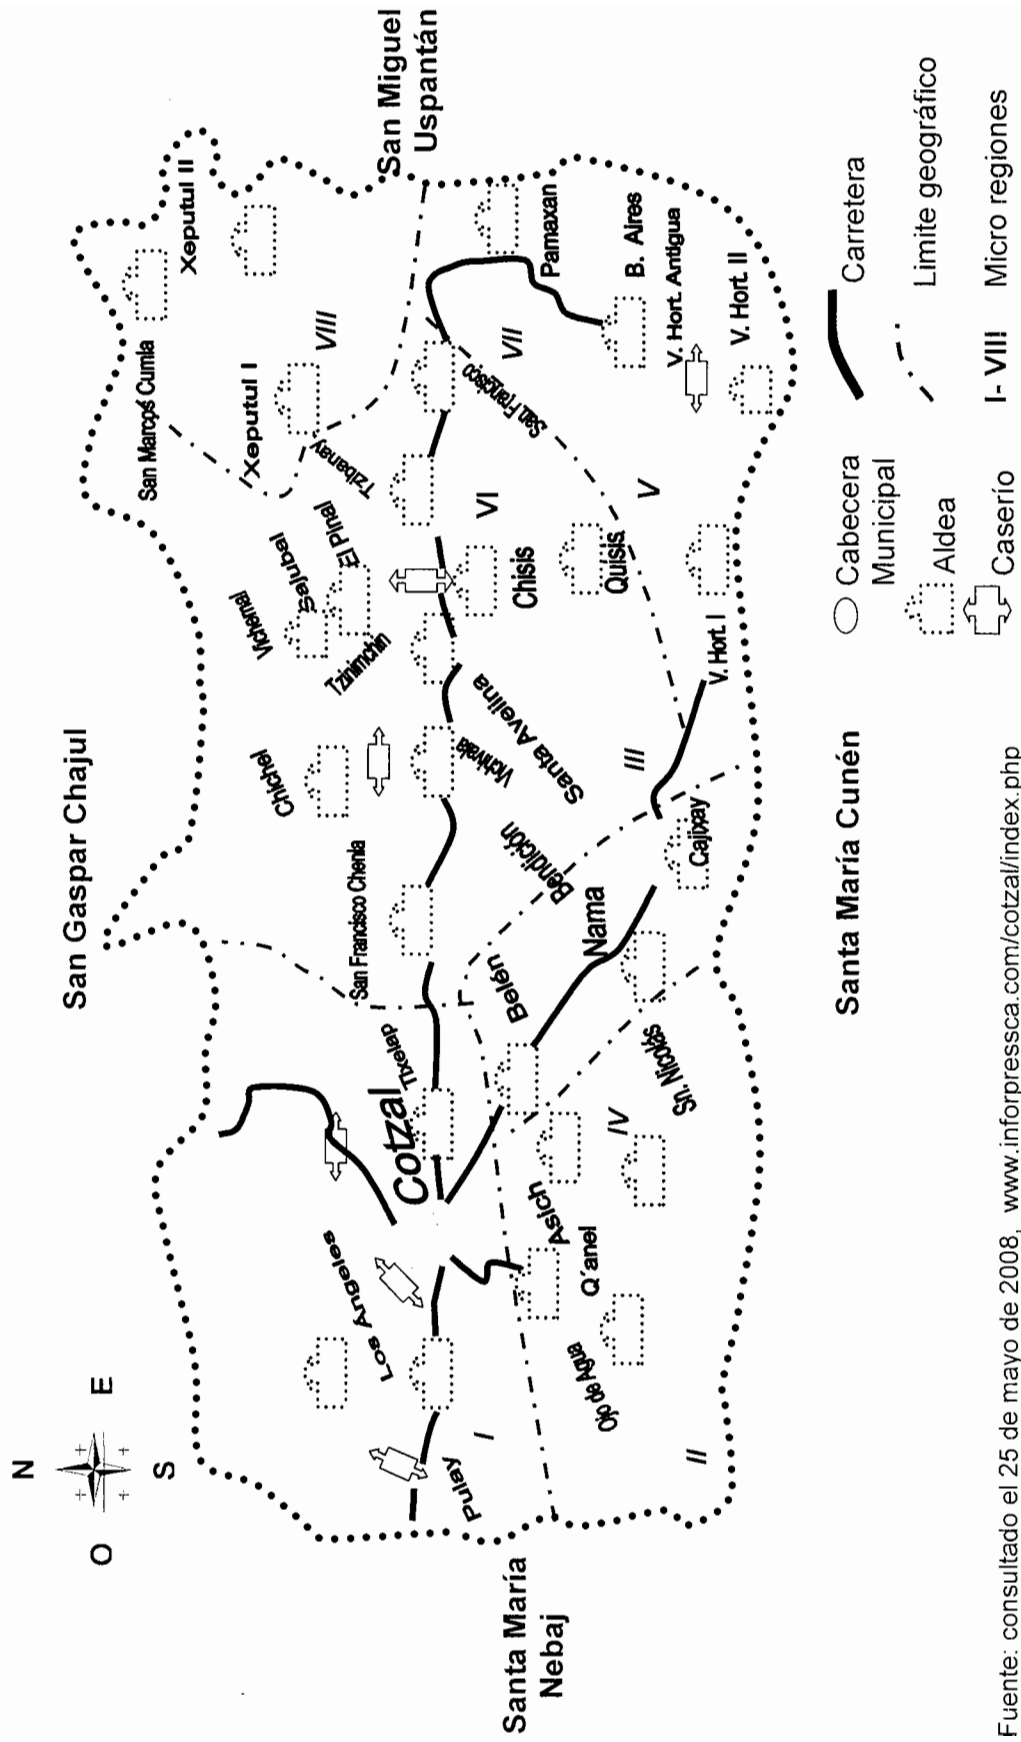 N
O
E
S
San Gaspar Chajul
San Miguel
Uspantán
Santa María
Nebaj
Santa María Cunén
San Marcos Cumla
Xeputul II
Xeputul I
VIII
Vichemal
Sajubal
El Pinal
Tzibanay
Tzinimchin
Chichel
San Francisco Chenla
Tixelap
Cotzal
Los Angeles
Pulay
I
Vichivala
Santa Avelina
Chisis
VI
San Francisco
VII
Pamaxan
B. Aires
V. Hort. Antigua
V. Hort. II
V
Quisis
V. Hort. I
III
Bendición
Cajixay
Nama
Belén
Sn. Nicolás
IV
Asich
Q´anel
Ojo de Agua
II
Cabecera
Municipal
Aldea
Caserío
Carretera
Limite geográfico
I- VIII Micro regiones
Fuente: consultado el 25 de mayo de 2008, www.inforpressca.com/cotzal/index.php